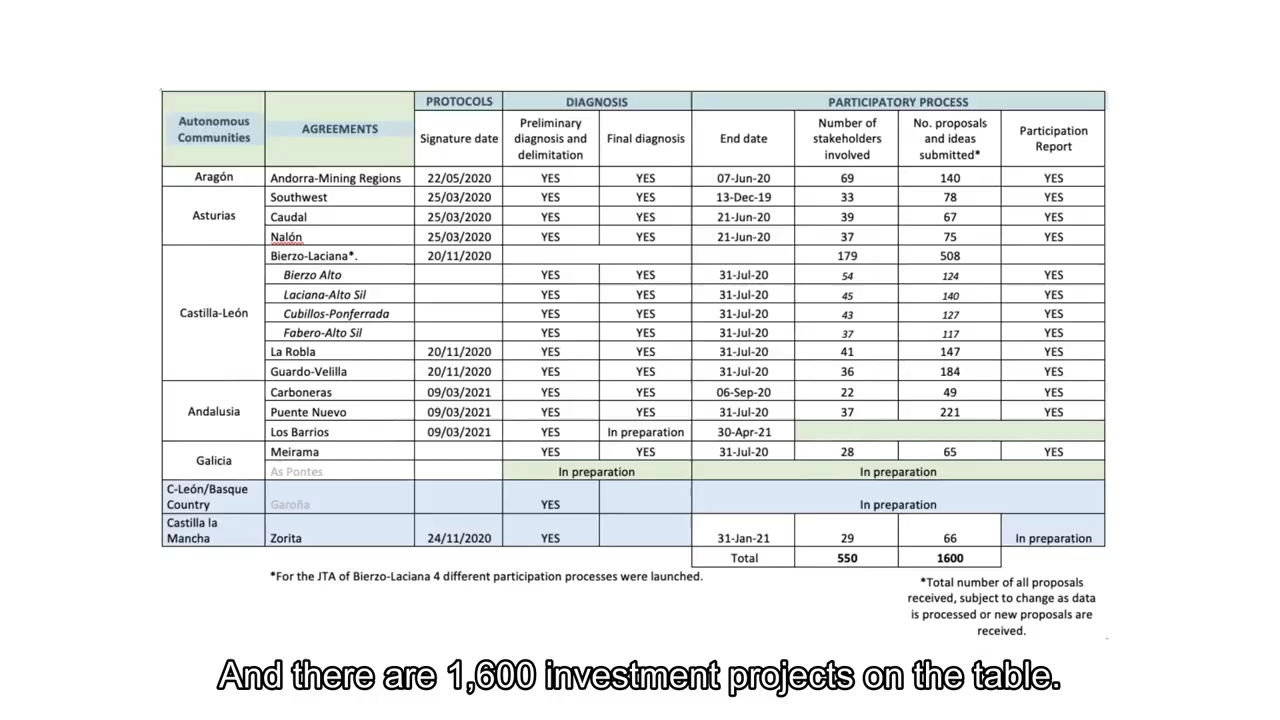 PROTOCOLS DIAGNOSIS PARTICIPATORY PROCESS
Autonomous Communities AGREEMENTS Signature date Preliminary diagnosis and delimitation Final diagnosis End date Number of stakeholders involved No. proposals and ideas submitted* Participation Report
Aragón Andorra-Mining Regions 22/05/2020 YES YES 07-Jun-20 69 140 YES
Asturias Southwest 25/03/2020 YES YES 13-Dec-19 33 78 YES
Caudal 25/03/2020 YES YES 21-Jun-20 39 67 YES
Nalón 25/03/2020 YES YES 21-Jun-20 37 75 YES
Castilla-León Bierzo-Laciana*. 20/11/2020 179 508
Bierzo Alto YES YES 31-Jul-20 54 124 YES
Laciana-Alto Sil YES YES 31-Jul-20 45 140 YES
Cubillos-Ponferrada YES YES 31-Jul-20 43 127 YES
Fabero-Alto Sil YES YES 31-Jul-20 37 117 YES
La Robla 20/11/2020 YES YES 31-Jul-20 41 147 YES
Guardo-Velilla 20/11/2020 YES YES 31-Jul-20 36 184 YES
Andalusia Carboneras 09/03/2021 YES YES 06-Sep-20 22 49 YES
Puente Nuevo 09/03/2021 YES YES 31-Jul-20 37 221 YES
Los Barrios 09/03/2021 YES In preparation 30-Apr-21
Galicia Meirama YES YES 31-Jul-20 28 65 YES
As Pontes In preparation In preparation
C-León/Basque Country Garoña YES In preparation
Castilla la Mancha Zorita 24/11/2020 YES 31-Jan-21 29 66 In preparation
Total 550 1600
*For the JTA of Bierzo-Laciana 4 different participation processes were launched.
*Total number of all proposals
received, subject to change as data
is processed or new proposals are
received.
And there are 1,600 investment projects on the table.